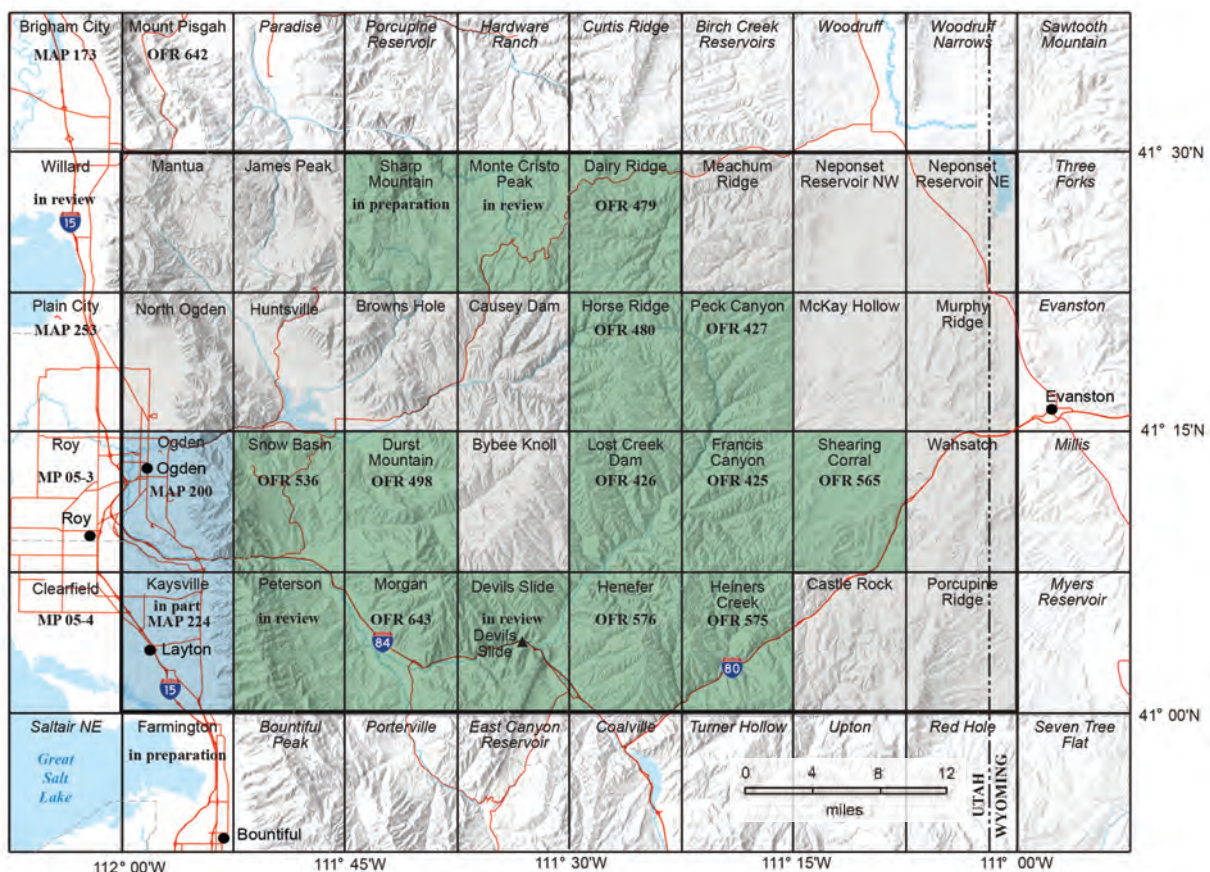 Brigham City
MAP 173
Mount Pisgah
OFR 642
Paradise
Porcupine
Reservoir
Hardware
Ranch
Curtis Ridge
Birch Creek
Reservoirs
Woodruff
Woodruff
Narrows
Sawtooth
Mountain
41° 30'N
Willard
in review
15
Mantua
James Peak
Sharp
Mountain
in preparation
Monte Cristo
Peak
in review
Dairy Ridge
OFR 479
Meachum
Ridge
Neponset
Reservoir NW
Neponset
Reservoir NE
Three
Forks
Plain City
MAP 253
North Ogden
Huntsville
Browns Hole
Causey Dam
Horse Ridge
OFR 480
Peck Canyon
OFR 427
McKay Hollow
Murphy
Ridge
Evanston
Evanston
41° 15'N
Roy
MP 05-3
Roy
Ogden
Ogden
MAP 200
Snow Basin
OFR 536
Durst
Mountain
OFR 498
Bybee Knoll
Lost Creek
Dam
OFR 426
Francis
Canyon
OFR 425
Shearing
Corral
OFR 565
Wahsatch
Millis
Clearfield
MP 05-4
Kaysville
in part
MAP 224
Layton
15
Peterson
in review
Morgan
OFR 643
84
Devils Slide
in review
Devils
Slide
Henefer
OFR 576
Heiners
Creek
OFR 575
80
Castle Rock
Porcupine
Ridge
Myers
Reservoir
41° 00'N
Saltair NE
Great
Salt
Lake
Farmington
in preparation
Bountiful
Bountiful
Peak
Porterville
East Canyon
Reservoir
Coalville
Turner Hollow
Upton
Red Hole
Seven Tree
Flat
0 4 8 12
miles
UTAH
WYOMING
112° 00'W
111° 45'W
111° 30'W
111° 15'W
111° 00'W